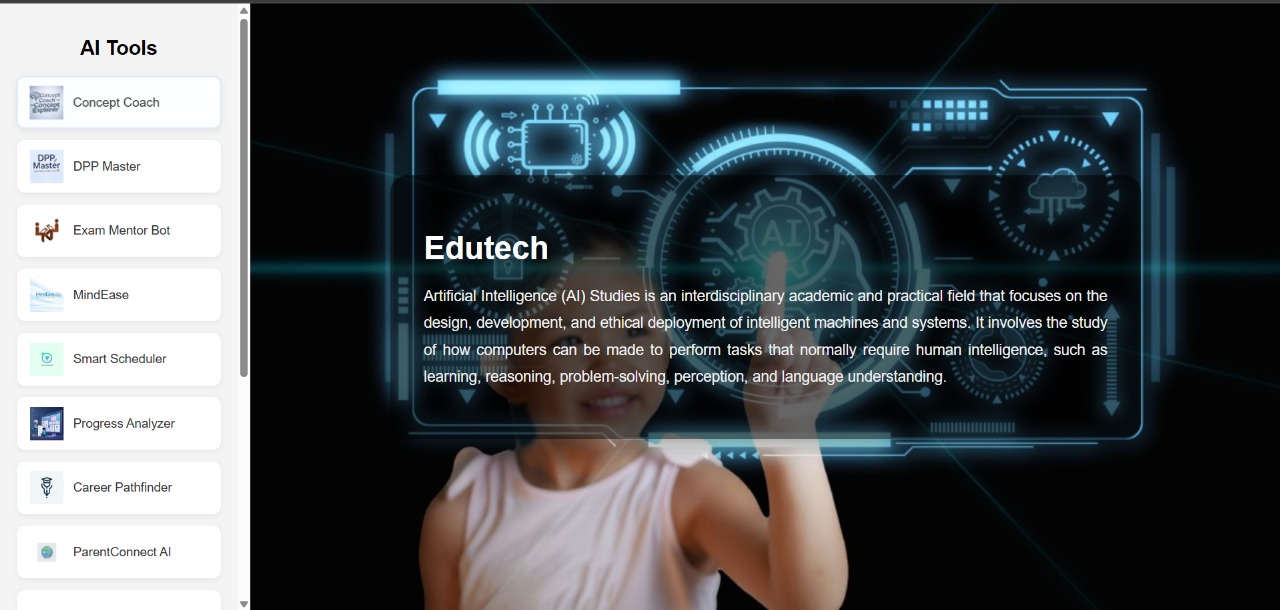 AI Tools
Concept Coach
DPP
Master
DPP Master
Exam Mentor Bot
MindEase
Smart Scheduler
Progress Analyzer
Career Pathfinder
ParentConnect AI
AI
Edutech
Artificial Intelligence (AI) Studies is an interdisciplinary academic and practical field that focuses on the
design, development, and ethical deployment of intelligent machines and systems. It involves the study
of how computers can be made to perform tasks that normally require human intelligence, such as
learning, reasoning, problem-solving, perception, and language understanding.